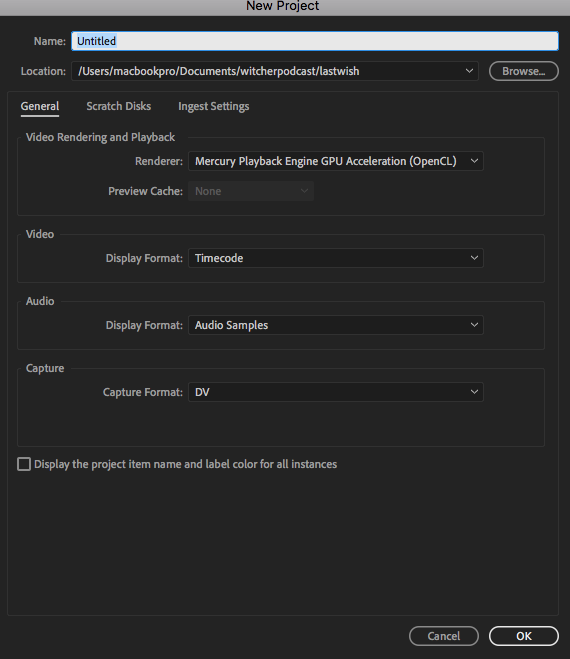 New Project
Name: Untitled
Location: /Users/macbookpro/Documents/witcherpodcast/lastwish Browse...
General Scratch Disks Ingest Settings
Video Rendering and Playback
Renderer: Mercury Playback Engine GPU Acceleration (OpenCL)
Preview Cache: None
Video
Display Format: Timecode
Audio
Display Format: Audio Samples
Capture
Capture Format: DV
Display the project item name and label color for all instances
Cancel OK